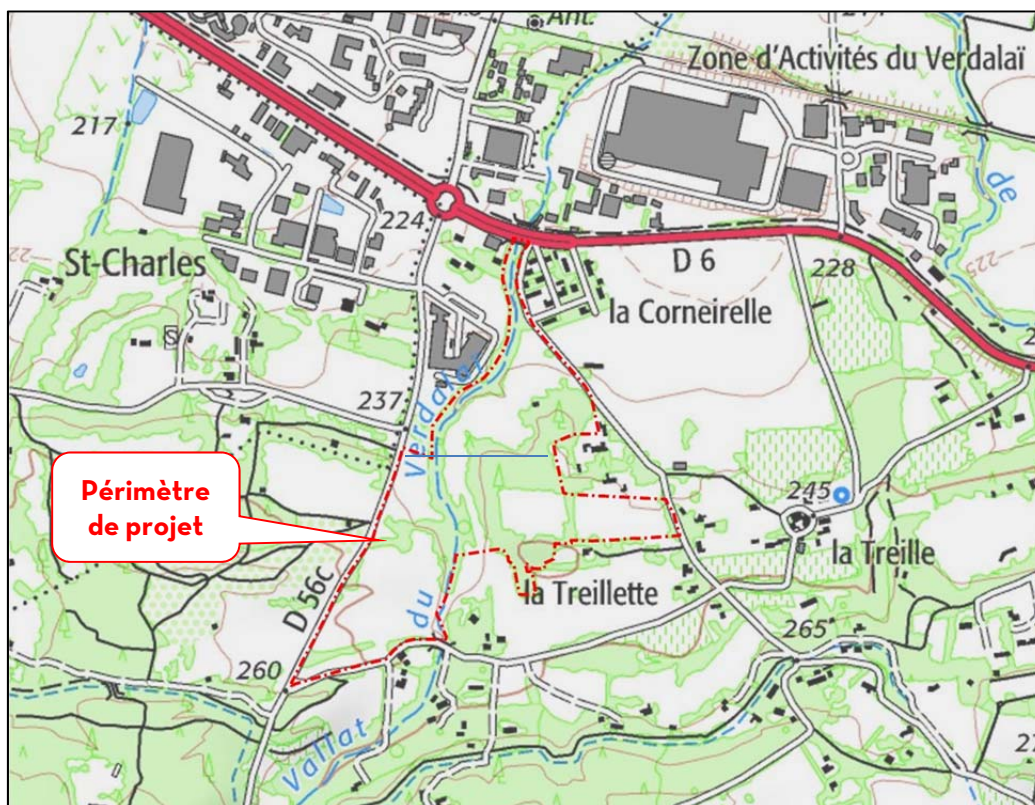 Ant.
Zone d'Activités du Verdalaï
217
224
de
225
St-Charles
D 6
228
la Corneirelle
237
Verdalaï
Périmètre
de projet
245
la Treille
D 56c
du
la Treillette
265
260
Vallat